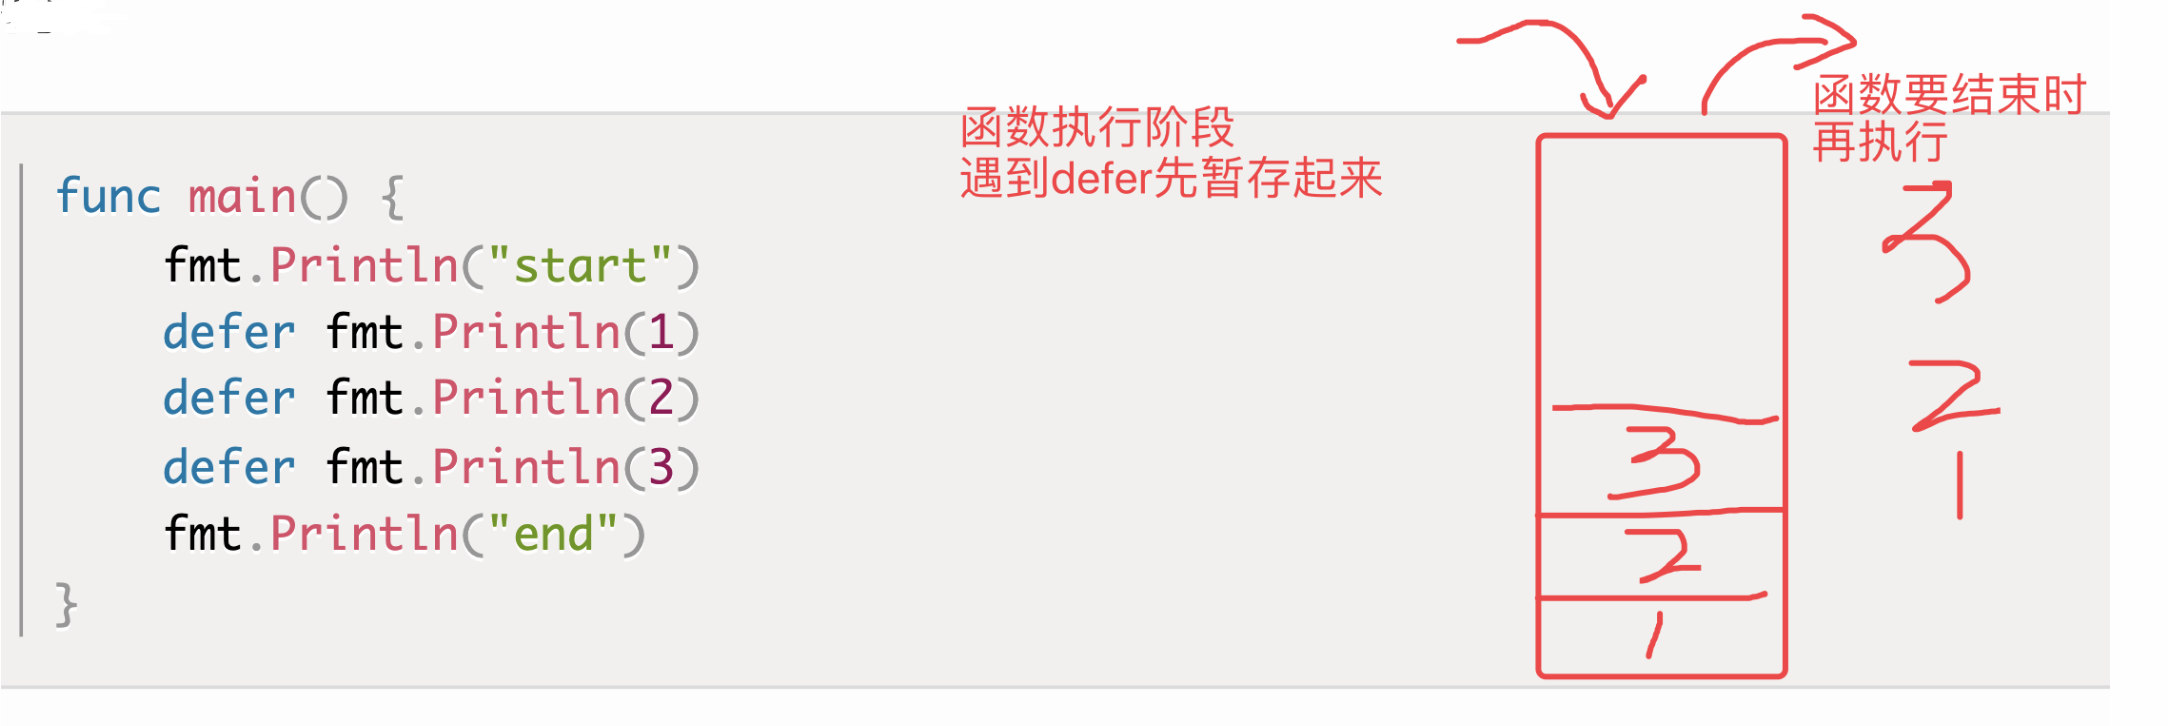 func main() {
fmt.Println("start")
defer fmt.Println(1)
defer fmt.Println(2)
defer fmt.Println(3)
fmt.Println("end")
}
函数执行阶段
遇到defer先暂存起来
3
2
1
函数要结束时
再执行
3
2
1